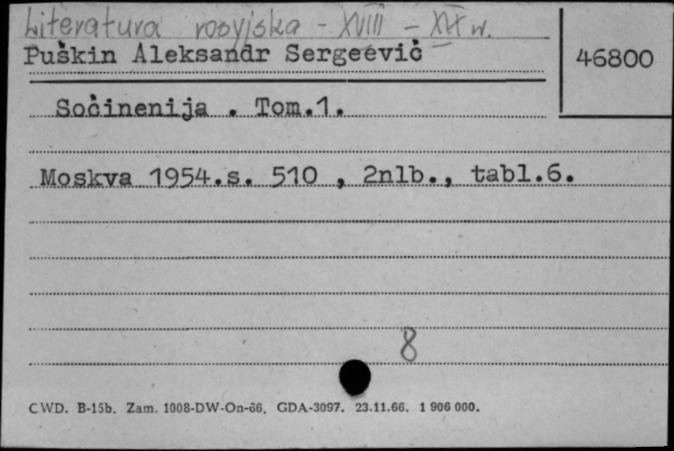 Literatura rosyjska - XVIII - XIX w.
Puškin Aleksandr Sergeevič
46800
Sočinenija . Tom.1.
Moskva 1954.s. 510 , 2nlb., tabl.6.
8
CWD. B-15b. Zam. 1008-DW-On-66. GDA-3097. 23.11.66. 1 906 000.